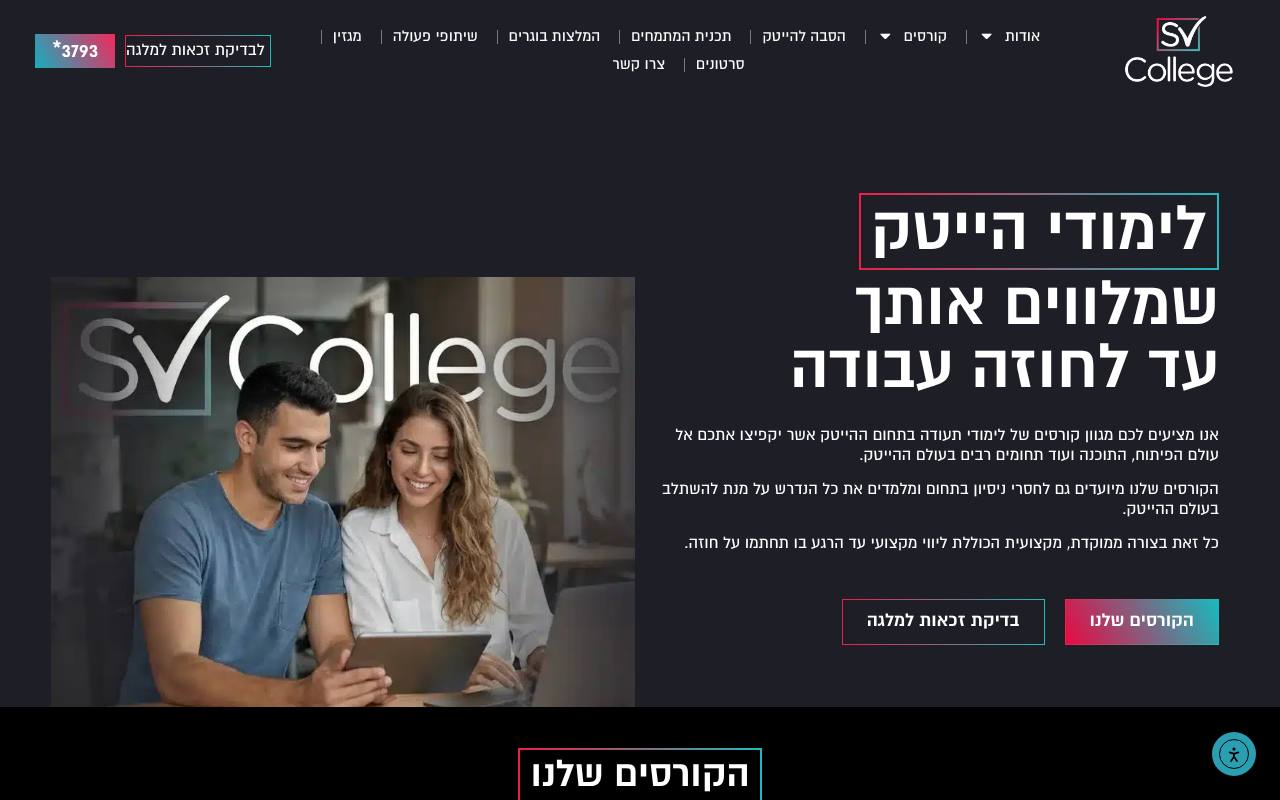 SV
College
אודות
קורסים
הסבה להייטק
תכנית המתמחים
המלצות בוגרים
שיתופי פעולה
מגזין
סרטונים
צרו קשר
לבדיקת זכאות למלגה
3793*
לימודי הייטק
שמלווים אותך
עד לחוזה עבודה
אנו מציעים לכם מגוון קורסים של לימודי תעודה בתחום ההייטק אשר יקפיצו אתכם אל
עולם הפיתוח, התוכנה ועוד תחומים רבים בעולם ההייטק.
הקורסים שלנו מיועדים גם לחסרי ניסיון בתחום ומלמדים את כל הנדרש על מנת להשתלב
בעולם ההייטק.
כל זאת בצורה ממוקדת, מקצועית הכוללת ליווי מקצועי עד הרגע בו תחתמו על חוזה.
הקורסים שלנו
בדיקת זכאות למלגה
SV College
הקורסים שלנו